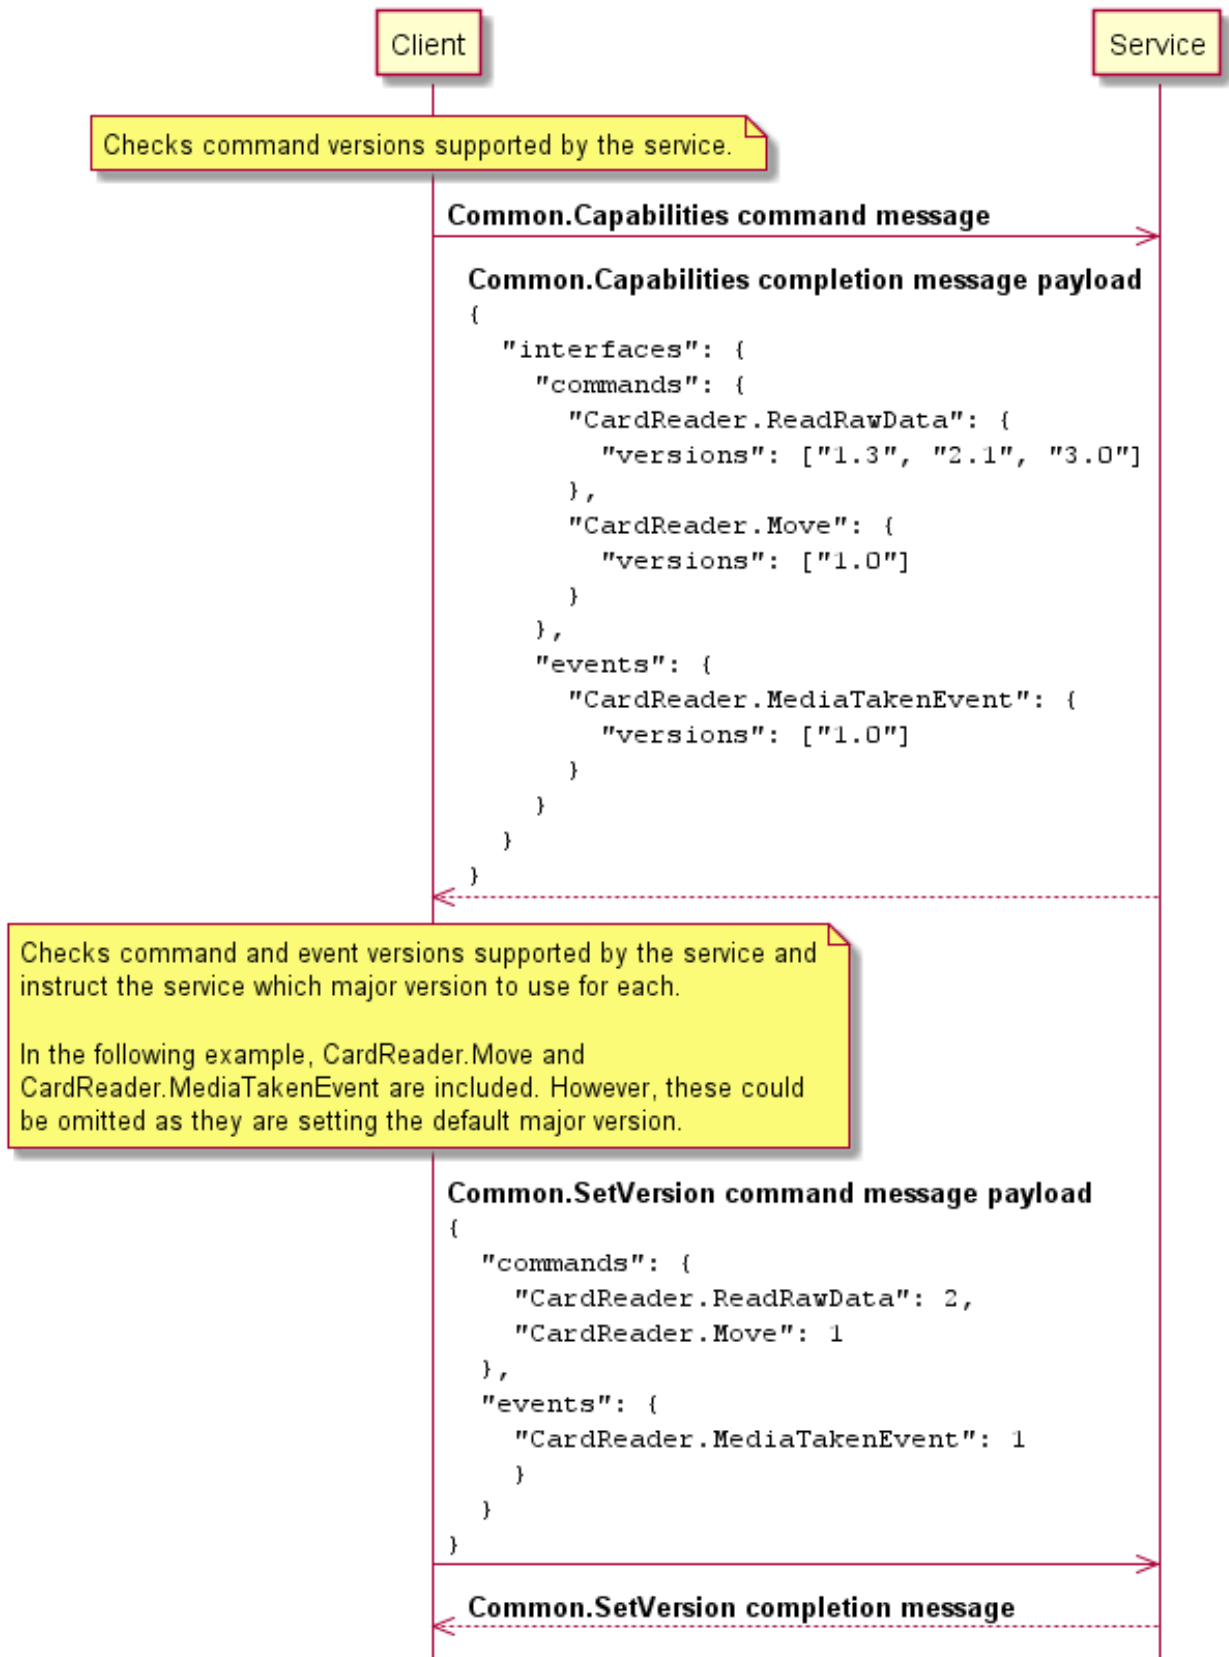 Client
Service
Checks command versions supported by the service.
Common.Capabilities command message
Common.Capabilities completion message payload
{
  "interfaces": {
    "commands": {
      "CardReader.ReadRawData": {
        "versions": ["1.3", "2.1", "3.0"]
      },
      "CardReader.Move": {
        "versions": ["1.0"]
      }
    },
    "events": {
      "CardReader.MediaTakenEvent": {
        "versions": ["1.0"]
      }
    }
  }
}
Checks command and event versions supported by the service and
instruct the service which major version to use for each.
In the following example, CardReader.Move and
CardReader.MediaTakenEvent are included. However, these could
be omitted as they are setting the default major version.
Common.SetVersion command message payload
{
  "commands": {
    "CardReader.ReadRawData": 2,
    "CardReader.Move": 1
  },
  "events": {
    "CardReader.MediaTakenEvent": 1
    }
  }
}
Common.SetVersion completion message